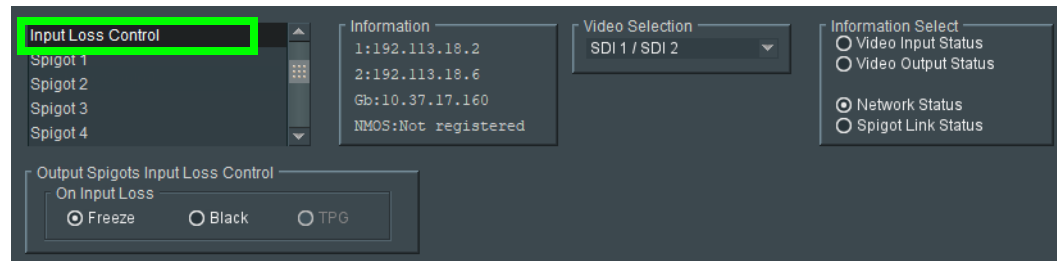 Input Loss Control
Spigot 1
Spigot 2
Spigot 3
Spigot 4
Information
1:192.113.18.2
2:192.113.18.6
Gb:10.37.17.160
NMOS:Not registered
Video Selection
SDI 1 / SDI 2
Information Select
Video Input Status
Video Output Status
Network Status
Spigot Link Status
Output Spigots Input Loss Control
On Input Loss
Freeze Black TPG